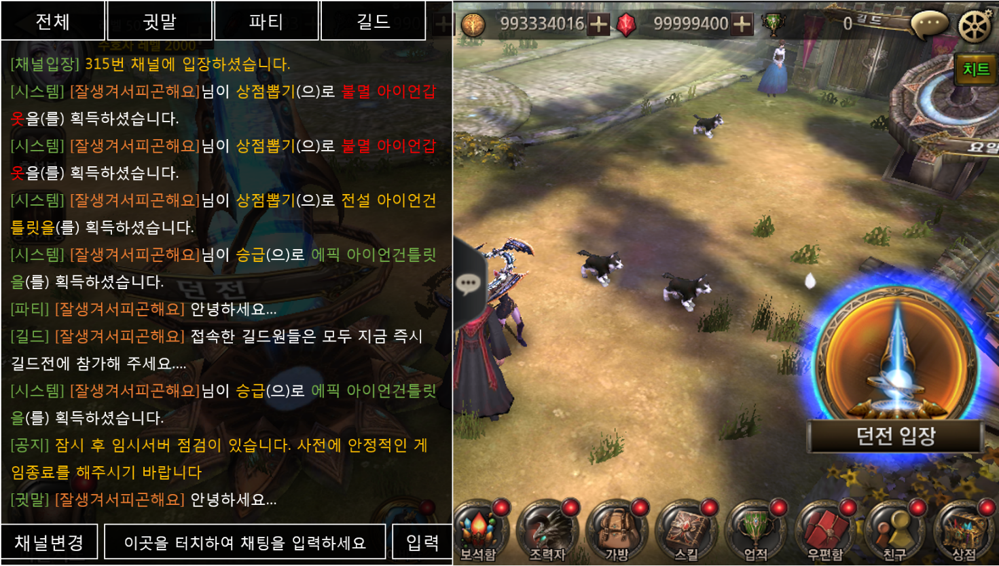 전체 귓말 파티 길드
수호자 레벨 2000
[채널입장] 315번 채널에 입장하셨습니다.
[시스템] [잘생겨서피곤해요]님이 상점뽑기(으)로 불멸 아이언갑
옷을(를) 획득하셨습니다.
[시스템] [잘생겨서피곤해요]님이 상점뽑기(으)로 불멸 아이언갑
옷을(를) 획득하셨습니다.
[시스템] [잘생겨서피곤해요]님이 상점뽑기(으)로 전설 아이언건
틀릿을(를) 획득하셨습니다.
[시스템] [잘생겨서피곤해요]님이 승급(으)로 에픽 아이언건틀릿
을(를) 획득하셨습니다.
던전
[파티] [잘생겨서피곤해요] 안녕하세요...
[길드] [잘생겨서피곤해요] 접속한 길드원들은 모두 지금 즉시
길드전에 참가해 주세요....
[시스템] [잘생겨서피곤해요]님이 승급(으)로 에픽 아이언건틀릿
을(를) 획득하셨습니다.
[공지] 잠시 후 임시서버 점검이 있습니다. 사전에 안정적인 게
임종료를 해주시기 바랍니다
[귓말] [잘생겨서피곤해요] 안녕하세요...
채널변경 이곳을 터치하여 채팅을 입력하세요 입력
993334016 99999400 0
길드
치트
요일
던전 입장
보석함 조력자 가방 스킬 업적 우편함 친구 상점